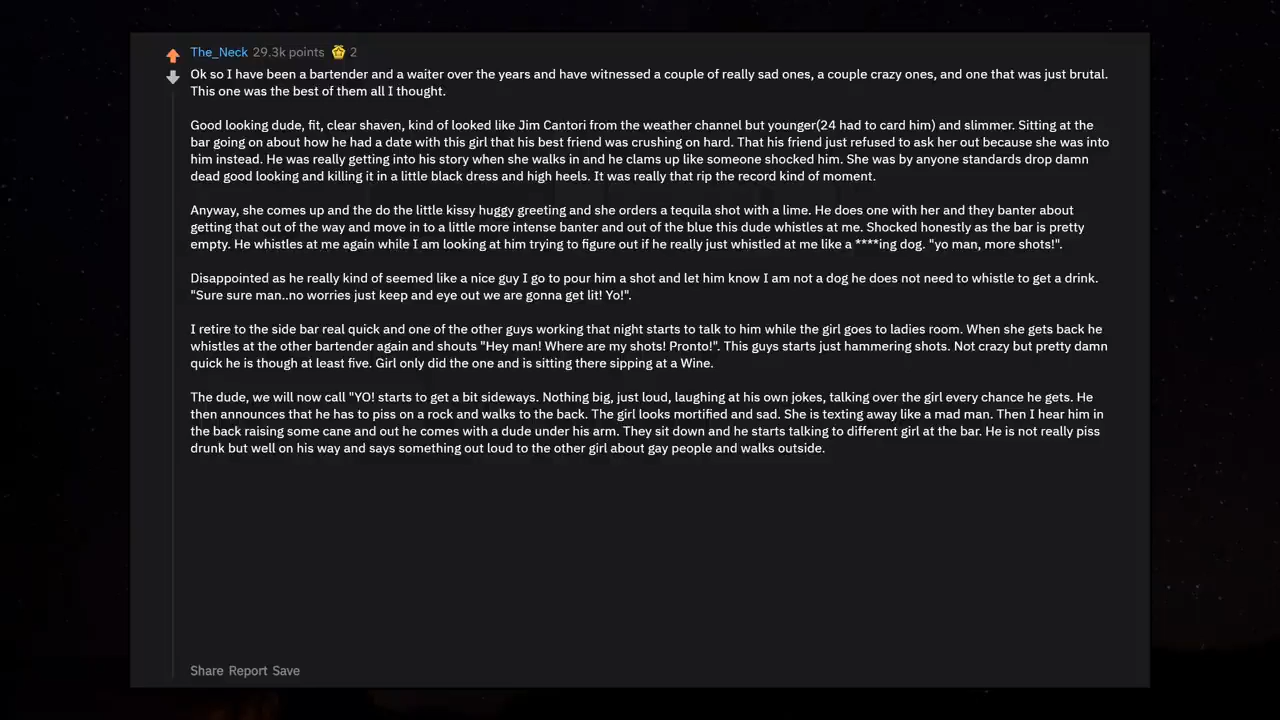 The_Neck 29.3k points 2
Ok so I have been a bartender and a waiter over the years and have witnessed a couple of really sad ones, a couple crazy ones, and one that was just brutal.
This one was the best of them all I thought.
Good looking dude, fit, clear shaven, kind of looked like Jim Cantori from the weather channel but younger(24 had to card him) and slimmer. Sitting at the
bar going on about how he had a date with this girl that his best friend was crushing on hard. That his friend just refused to ask her out because she was into
him instead. He was really getting into his story when she walks in and he clams up like someone shocked him. She was by anyone standards drop damn
dead good looking and killing it in a little black dress and high heels. It was really that rip the record kind of moment.
Anyway, she comes up and the do the little kissy huggy greeting and she orders a tequila shot with a lime. He does one with her and they banter about
getting that out of the way and move in to a little more intense banter and out of the blue this dude whistles at me. Shocked honestly as the bar is pretty
empty. He whistles at me again while I am looking at him trying to figure out if he really just whistled at me like a ****ing dog. "yo man, more shots!".
Disappointed as he really kind of seemed like a nice guy I go to pour him a shot and let him know I am not a dog he does not need to whistle to get a drink.
"Sure sure man..no worries just keep and eye out we are gonna get lit! Yo!".
I retire to the side bar real quick and one of the other guys working that night starts to talk to him while the girl goes to ladies room. When she gets back he
whistles at the other bartender again and shouts "Hey man! Where are my shots! Pronto!". This guys starts just hammering shots. Not crazy but pretty damn
quick he is though at least five. Girl only did the one and is sitting there sipping at a Wine.
The dude, we will now call "YO! starts to get a bit sideways. Nothing big, just loud, laughing at his own jokes, talking over the girl every chance he gets. He
then announces that he has to piss on a rock and walks to the back. The girl looks mortified and sad. She is texting away like a mad man. Then I hear him in
the back raising some cane and out he comes with a dude under his arm. They sit down and he starts talking to different girl at the bar. He is not really piss
drunk but well on his way and says something out loud to the other girl about gay people and walks outside.
Share Report Save